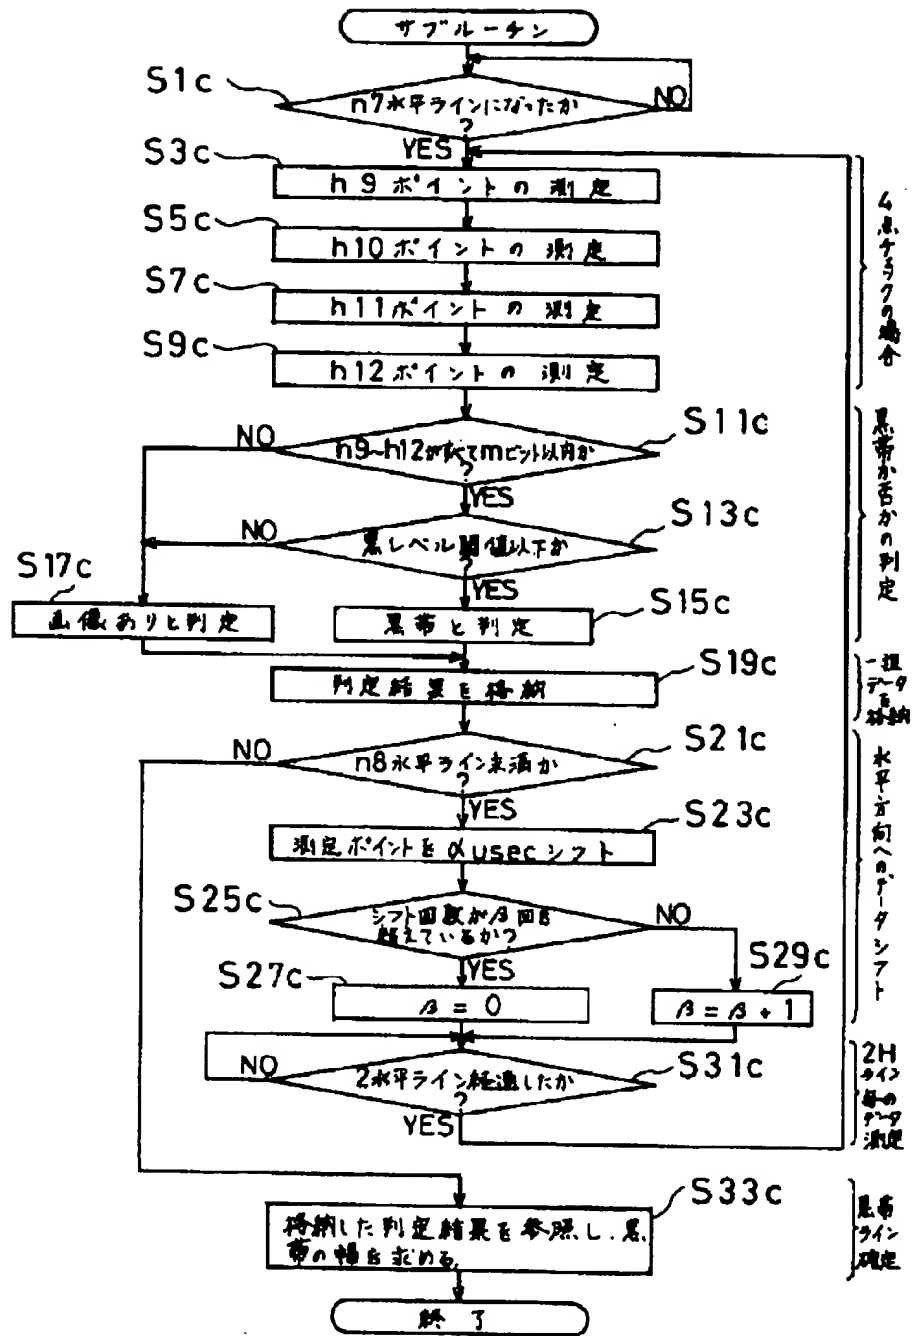 サブルーチン
S1c
n7水平ラインになったか
?
NO
YES
S3c
h9ポイントの測定
S5c
h10ポイントの測定
S7c
h11ポイントの測定
S9c
h12ポイントの測定
4点チェックの場合
S11c
h9~h12がすべてmビット以内か
?
NO
YES
S13c
黒レベル閾値以下か
?
NO
YES
S17c
画像ありと判定
S15c
黒帯と判定
黒帯か否かの判定
S19c
判定結果を格納
一担
データ
を
格納
S21c
n8水平ライン未満か
?
NO
YES
S23c
測定ポイントをαusecシフト
S25c
シフト回数がβ回を
超えているか?
NO
YES
S27c
β=0
S29c
β=β+1
水平方向へのデータシフト
S31c
2水平ライン経過したか
?
NO
YES
2H
ライン
毎の
データ
測定
S33c
格納した判定結果を参照し、黒
帯の幅を求める
黒帯
ライン
確定
終了